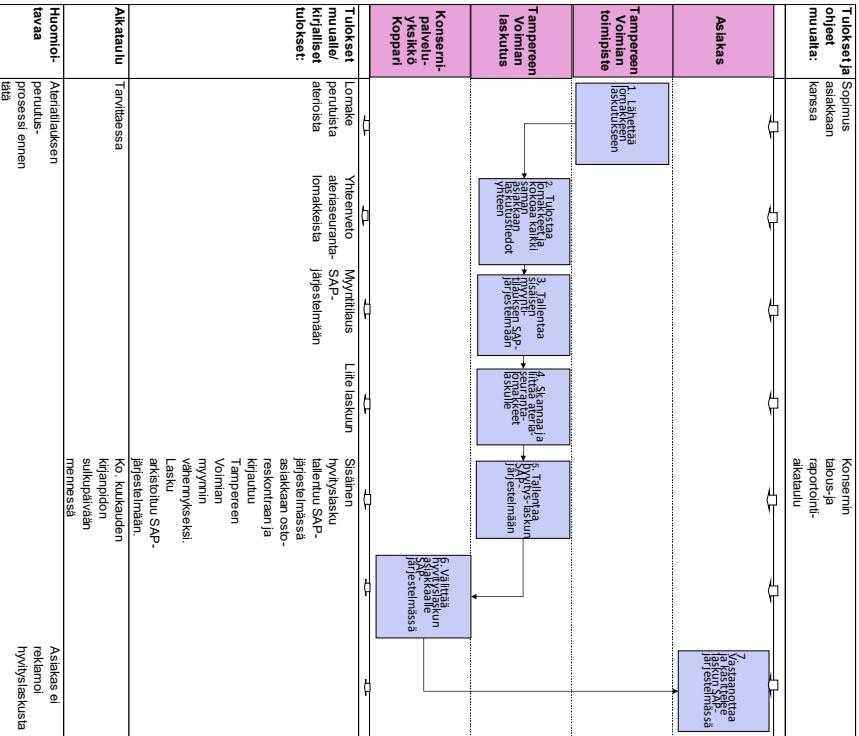 Tulokset ja
ohjeet
muualta:
Sopimus
asiakkaan
kanssa
Konsernin
talous-ja
raportointi-
aikataulu
Asiakas
7.
Vastaanottaa
ja käsittelee
laskun SAP-
järjestelmässä
Tampereen
Voimian
toimipiste
1. Lähettää
lomakkeen
laskutukseen
Tampereen
Voimian
laskutus
2. Tulostaa
lomakkeet ja
kokoaa kaikki
saman
asiakkaan
laskutustiedot
yhteen
3. Tallentaa
sisäisen
myynti-
tilauksen SAP-
järjestelmään
4. Skannaa ja
liittää ateria-
seuranta-
lomakkeet
laskulle
5. Tallentaa
hyvitys-laskun
SAP-
järjestelmään
Konserni-
palvelu-
yksikkö
Koppari
6. Välittää
hyvityslaskun
asiakkaalle
SAP-
järjestelmässä
Tulokset
muualle/
kirjalliset
tulokset:
Lomake
perutuista
aterioista
Yhteenveto
ateriaseuranta-
lomakkeista
Myyntitilaus
SAP-
järjestelmään
Liite laskuun
Sisäinen
hyvityslasku
tallentuu SAP-
järjestelmässä
asiakkaan osto-
reskontraan ja
kirjautuu
Tampereen
Voimian
myynnin
vähennykseksi.
Lasku
arkistoituu SAP-
järjestelmään.
Aikataulu
Tarvittaessa
Ko. kuukauden
kirjanpidon
sulkupäivään
mennessä
Huomioi-
tavaa
Ateriatilauksen
peruutus-
prosessi ennen
tätä
Asiakas ei
reklamoi
hyvityslaskusta